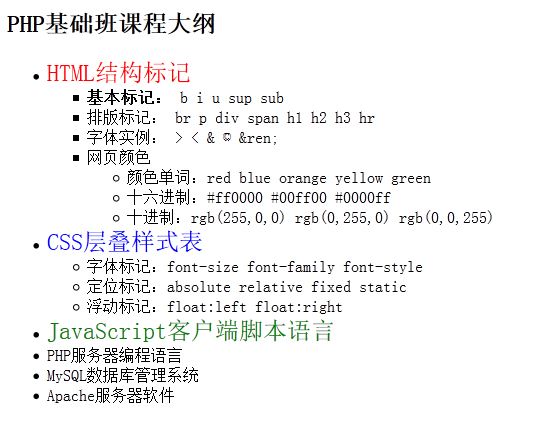 PHP基础班课程大纲
HTML结构标记
基本标记： b i u sup sub
排版标记： br p div span h1 h2 h3 hr
字体实例： > < & © &ren;
网页颜色
颜色单词：red blue orange yellow green
十六进制：#ff0000 #00ff00 #0000ff
十进制：rgb(255,0,0) rgb(0,255,0) rgb(0,0,255)
CSS层叠样式表
字体标记：font-size font-family font-style
定位标记：absolute relative fixed static
浮动标记：float:left float:right
JavaScript客户端脚本语言
PHP服务器编程语言
MySQL数据库管理系统
Apache服务器软件